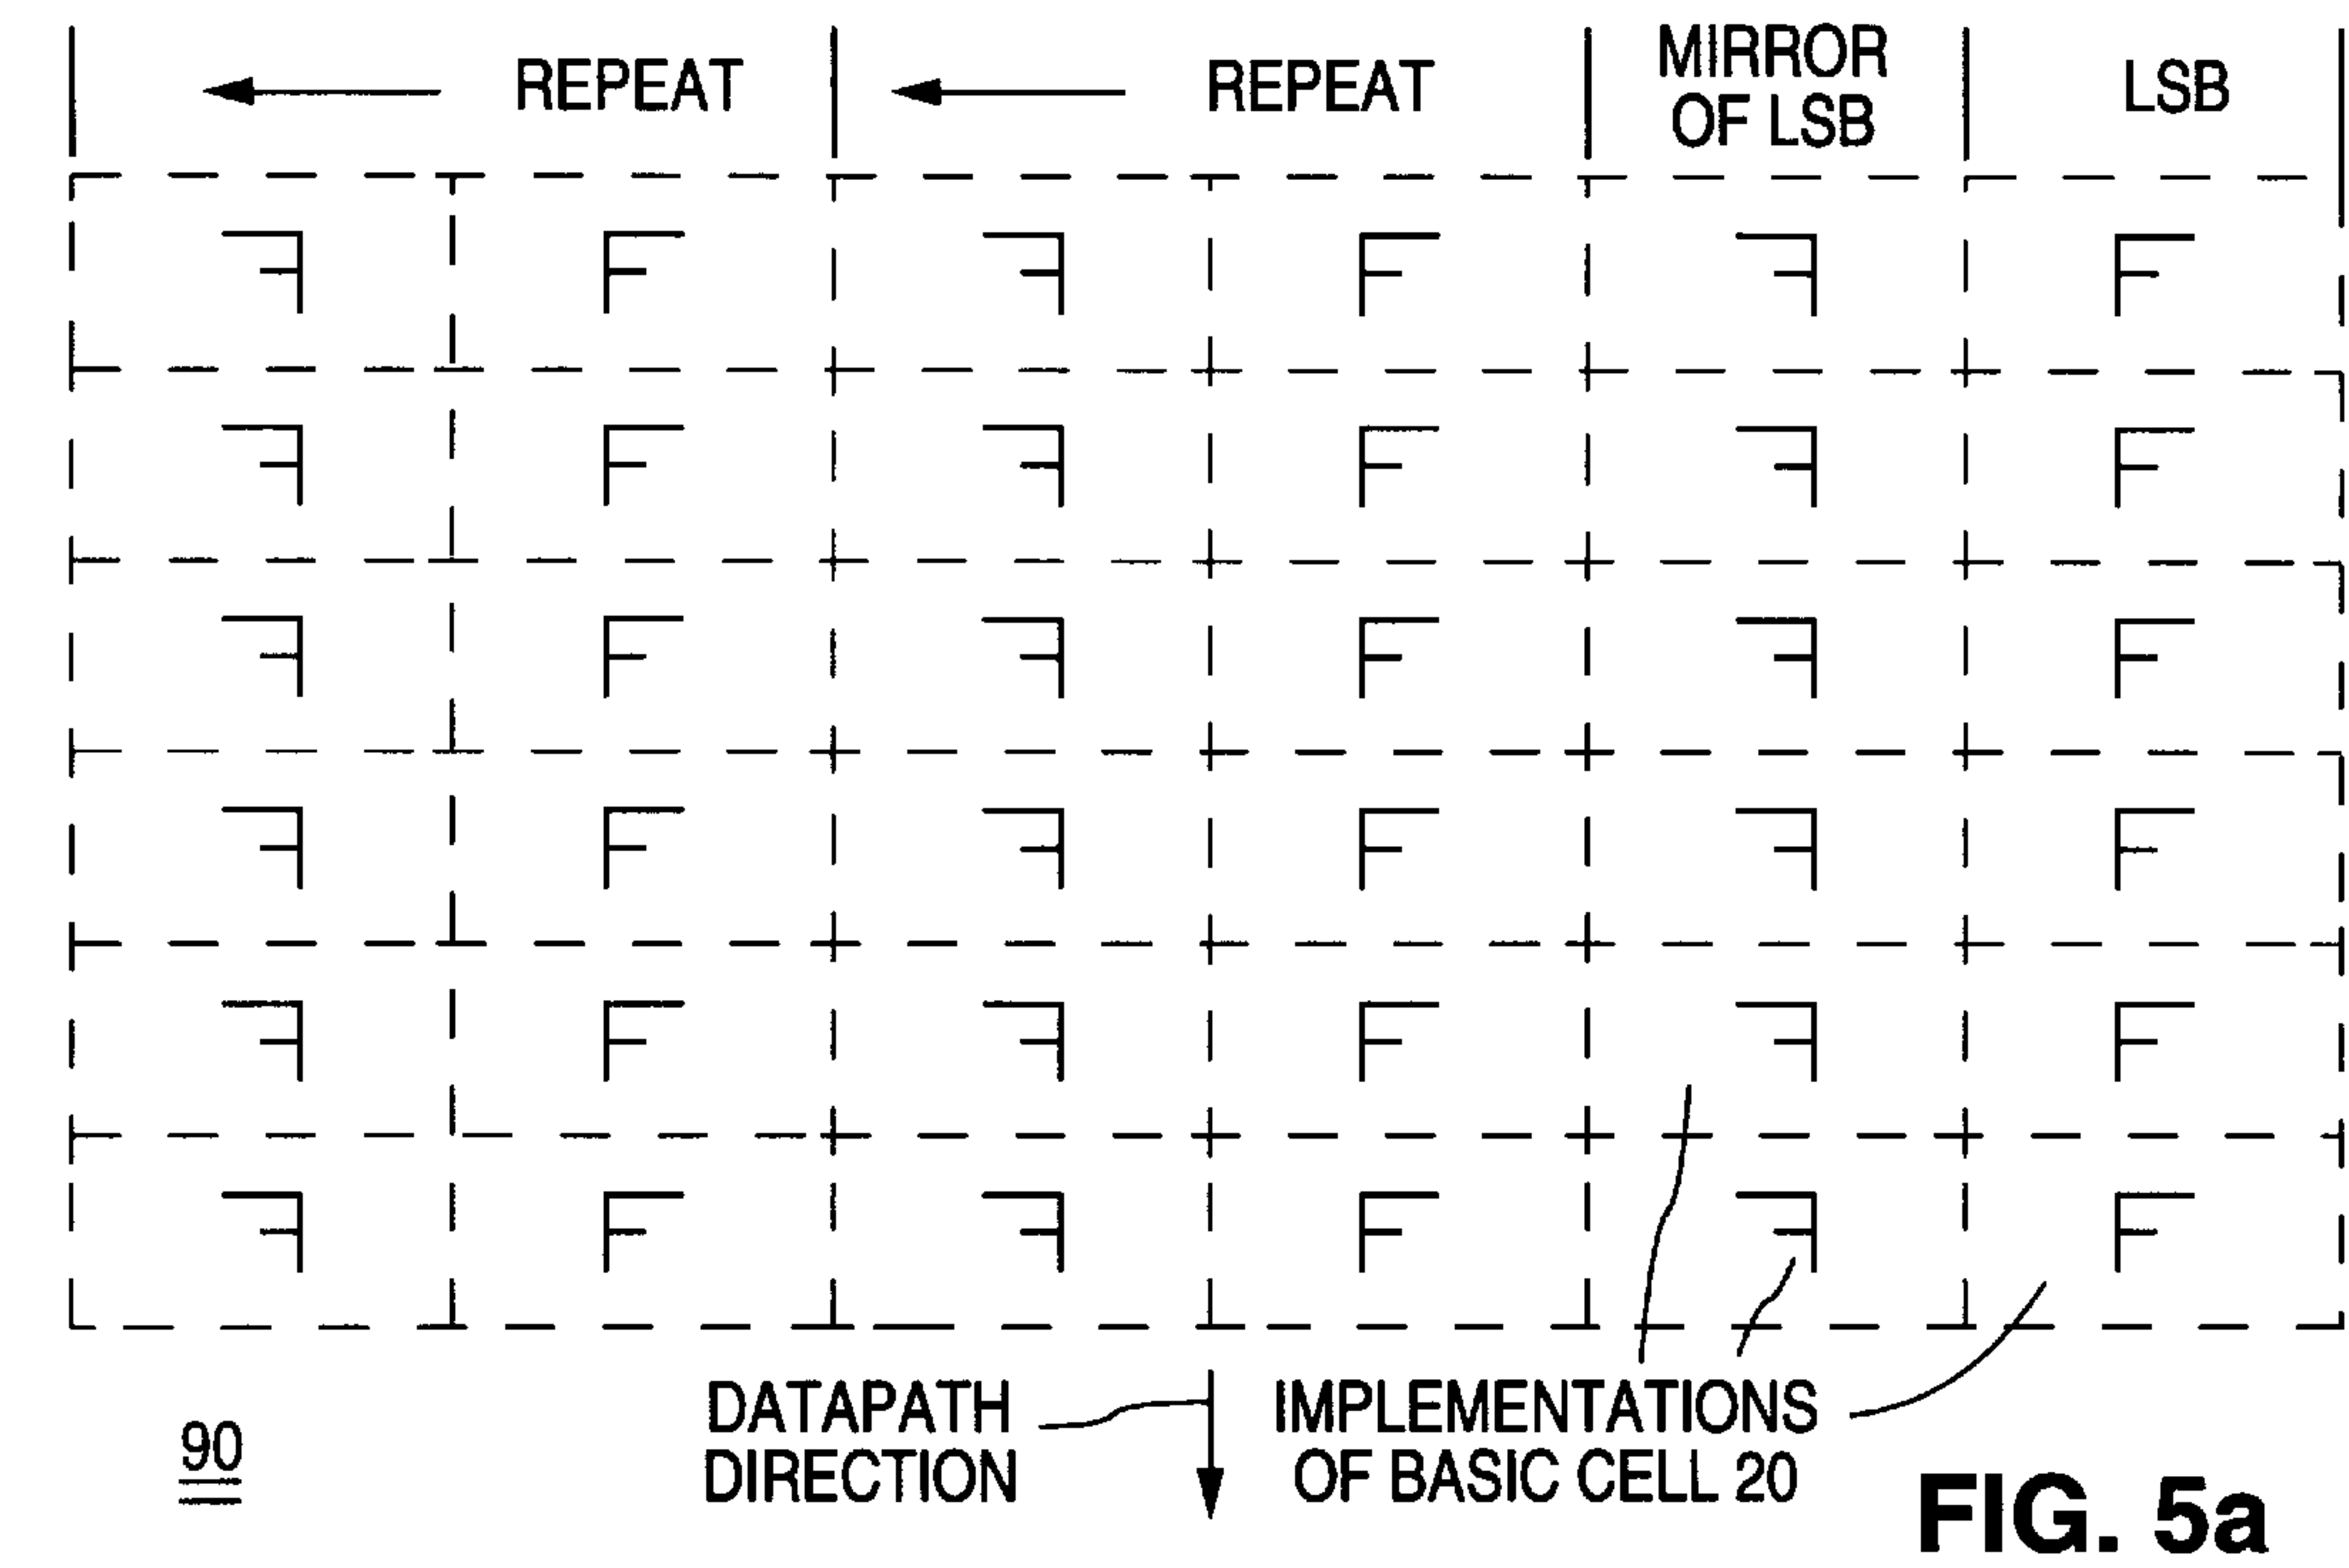 REPEAT REPEAT MIRROR OF LSB LSB
F F F F F F
F F F F F F
F F F F F F
F F F F F F
F F F F F F
F F F F F F
DATAPATH
DIRECTION
IMPLEMENTATIONS
OF BASIC CELL 20
90
FIG. 5a